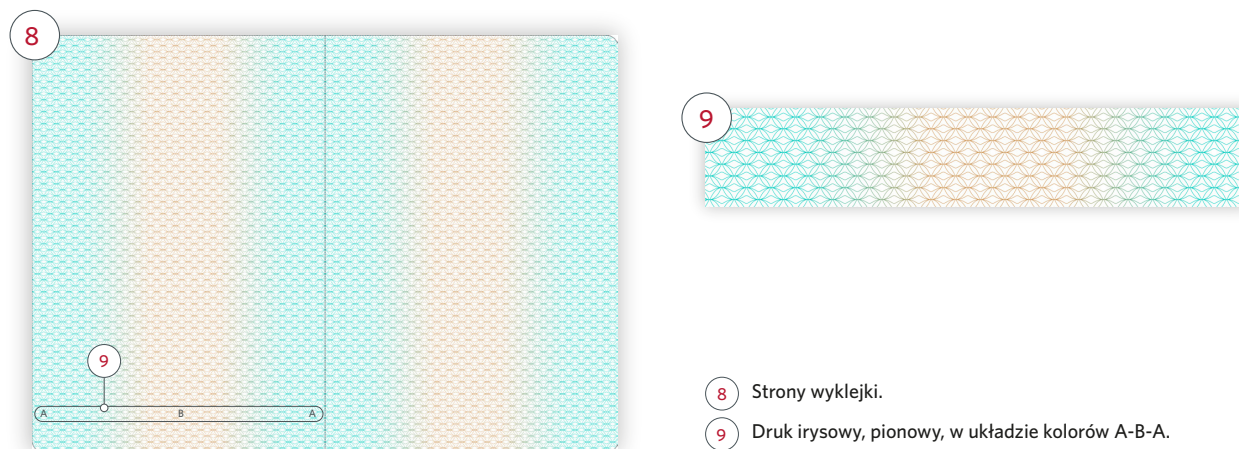 8
9
9
A B A
8 Strony wyklejki.
9 Druk irysowy, pionowy, w układzie kolorów A-B-A.